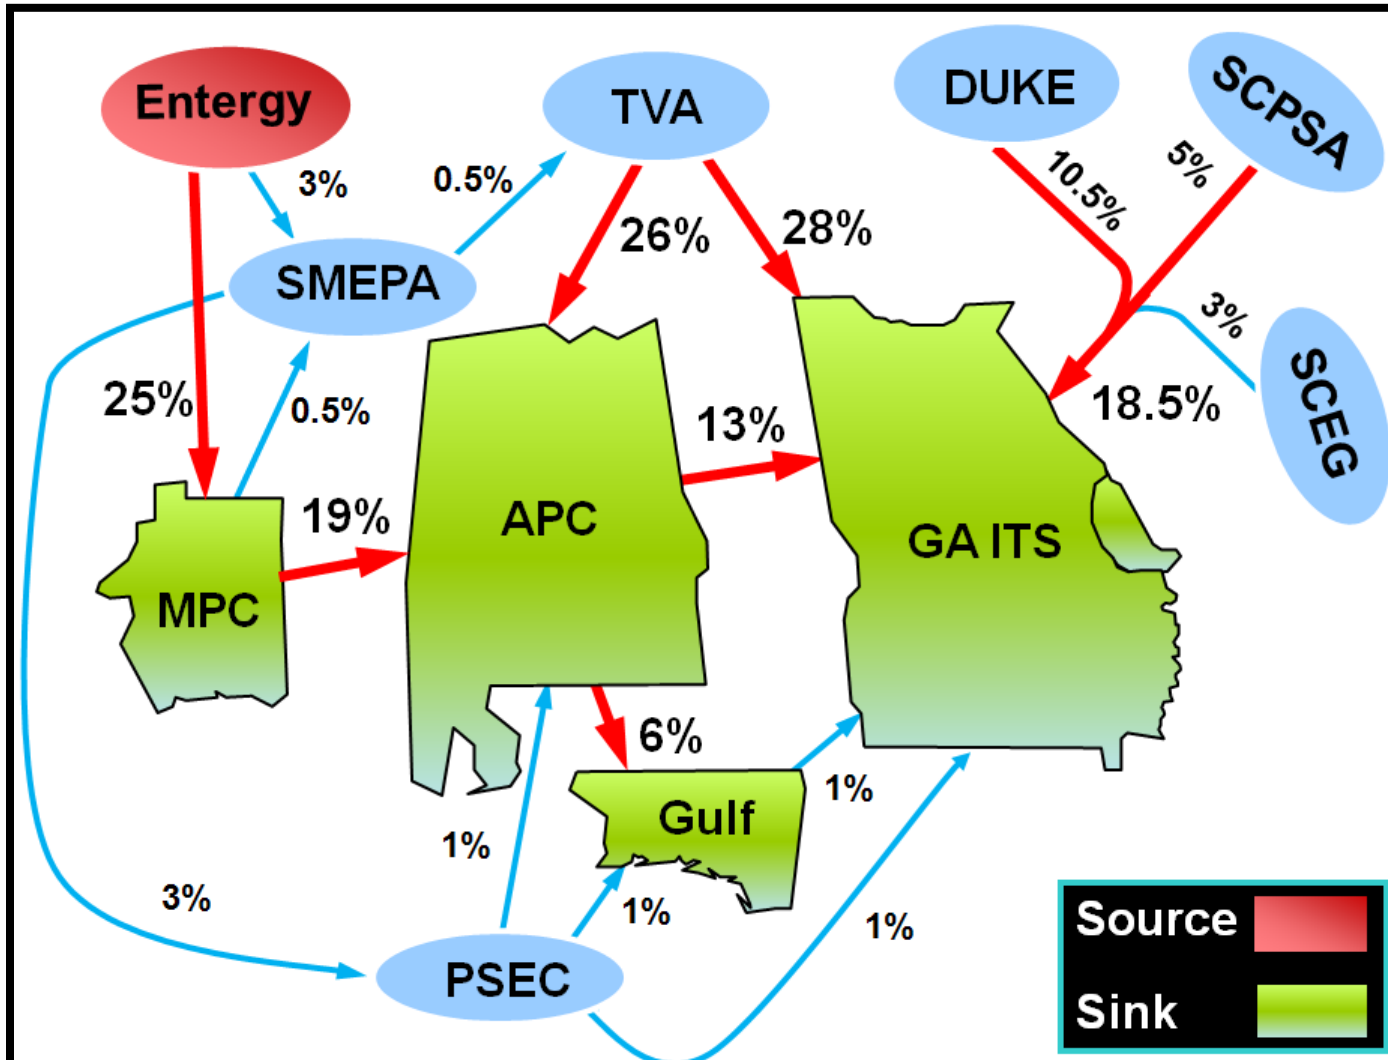 Entergy
TVA
DUKE
SCPSA
3%
0.5%
10.5%
5%
26%
28%
SMEPA
3%
SCEG
25%
0.5%
13%
18.5%
19%
APC
GA ITS
MPC
6%
1%
Gulf
1%
3%
1%
1%
PSEC
Source
Sink